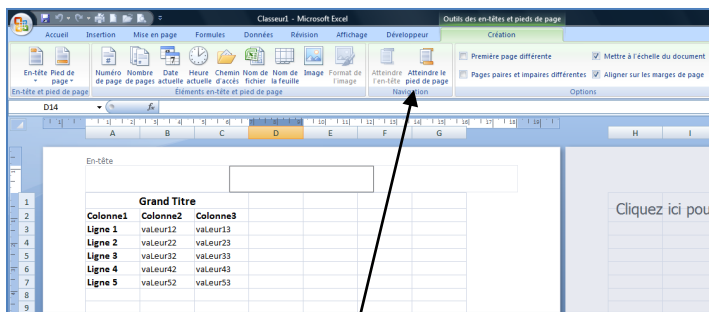 Classeur1 - Microsoft Excel
Outils des en-têtes et pieds de page
Accueil Insertion Mise en page Formules Données Révision Affichage Développeur Création
En-tête Pied de page
Numéro de page
Nombre de pages
Date actuelle
Heure actuelle
Chemin d'accès
Nom de fichier
Nom de la feuille
Image
Format de l'image
Atteindre l'en-tête
Atteindre le pied de page
Première page différente
Pages paires et impaires différentes
Mettre à l'échelle du document
Aligner sur les marges de page
En-tête et pied de page Éléments en-tête et pied de page Navigation Options
D14 fx
A B C D E F G H I
En-tête
1 Grand Titre
2 Colonne1 Colonne2 Colonne3
3 Ligne 1 vaLeur12 vaLeur13
4 Ligne 2 vaLeur22 vaLeur23
5 Ligne 3 vaLeur32 vaLeur33
6 Ligne 4 vaLeur42 vaLeur43
7 Ligne 5 vaLeur52 vaLeur53
8
9
Cliquez ici pou